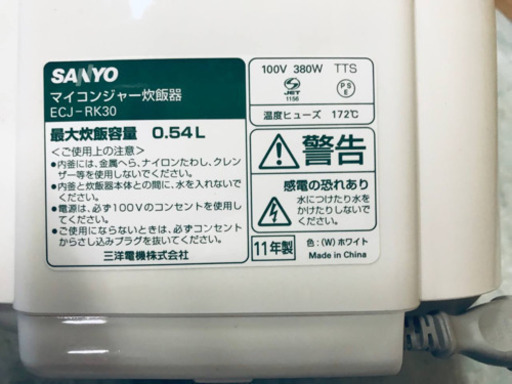 SANYO
マイコンジャー炊飯器
ECJ-RK30
最大炊飯容量 0.54L
＜ご使用上の注意＞
•内釜には、金属へら、ナイロンたわし、クレン
ザー等を使用しないでください。
•内釜と炊飯器本体との間に、水を入れないで
ください。
•電源は、必ず100Vのコンセントを使用し
てください。
•ご使用にならないときは、必ずコンセント
からさし込みプラグを抜いてください。
三洋電機株式会社
100V 380W TTS
JET
1156
PS
E
温度ヒューズ 172℃
警告
感電の恐れあり
水につけたり水を
かけたりしないで
ください。
11年製
色:(W)ホワイト
Made in China